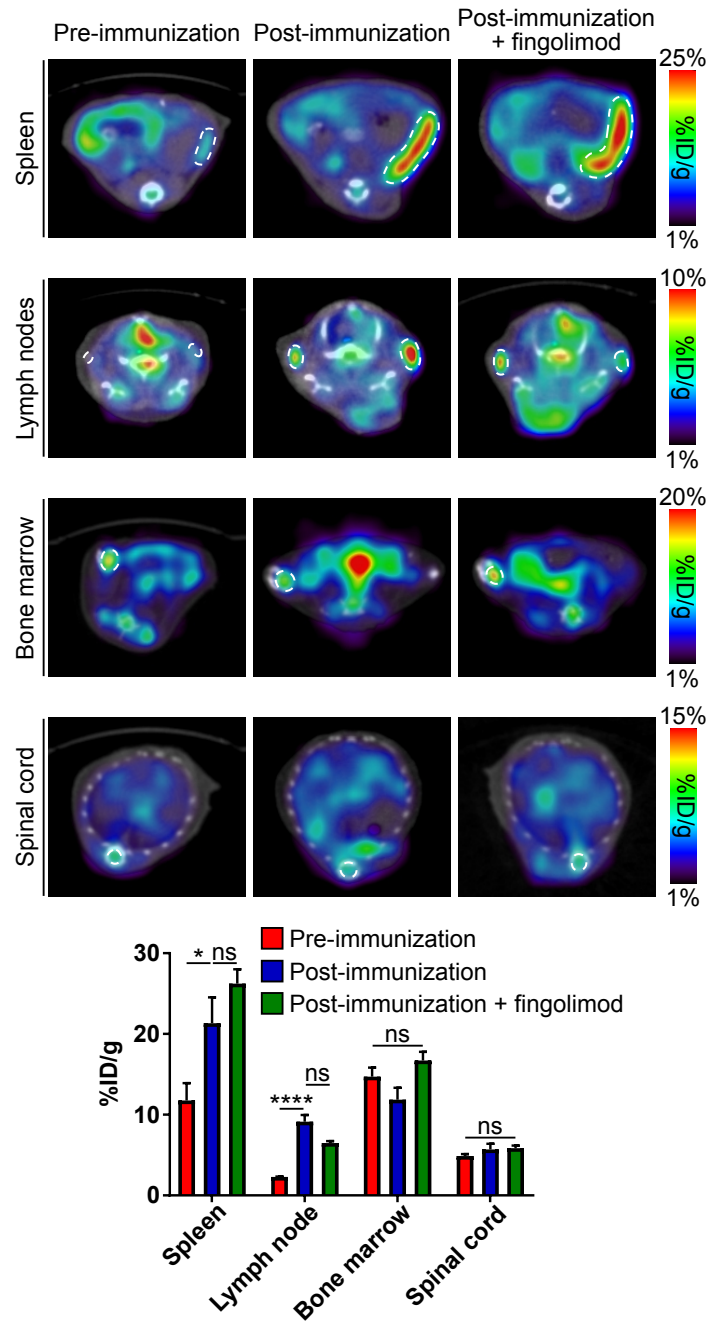 Pre-immunization
Post-immunization
Post-immunization
+ fingolimod
Spleen
25%
%ID/g
1%
Lymph nodes
10%
%ID/g
1%
Bone marrow
20%
%ID/g
1%
Spinal cord
15%
%ID/g
1%
Pre-immunization
Post-immunization
Post-immunization + fingolimod
%ID/g
30
20
10
0
* ns
**** ns
ns
ns
Spleen
Lymph node
Bone marrow
Spinal cord